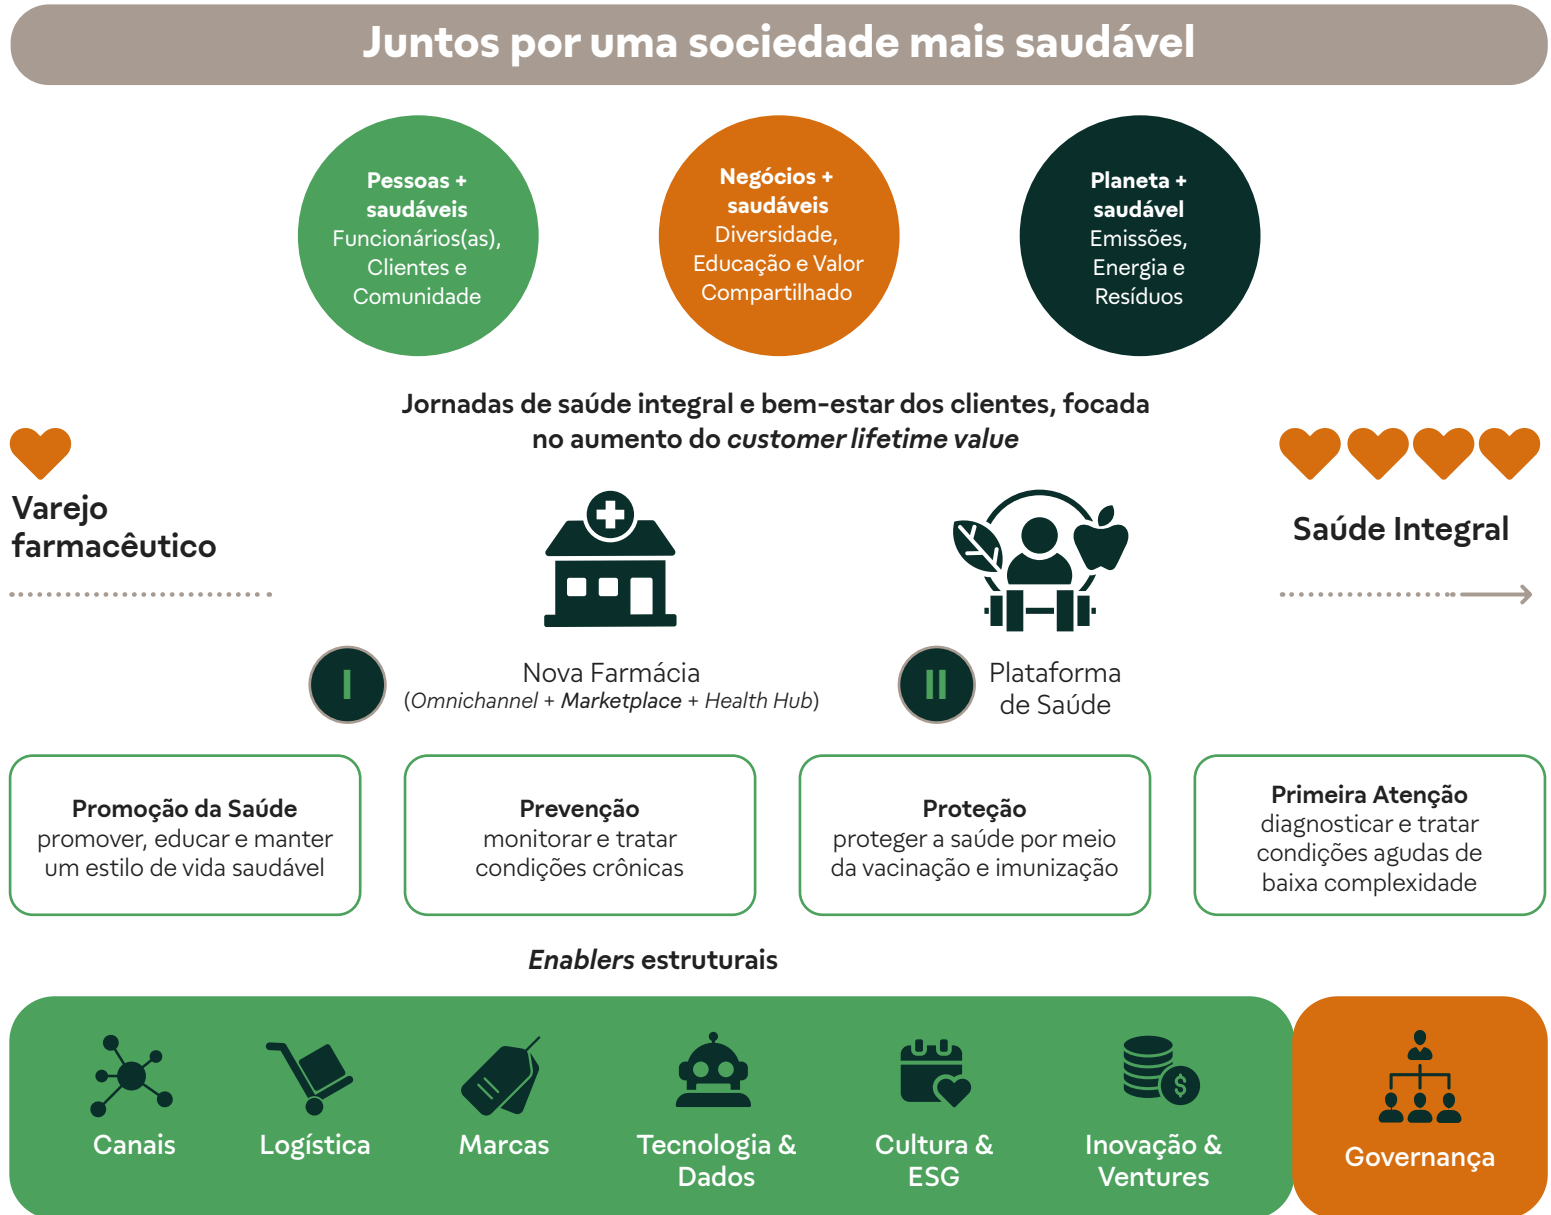 Juntos por uma sociedade mais saudável
Pessoas +
saudáveis
Funcionários(as),
Clientes e
Comunidade
Negócios +
saudáveis
Diversidade,
Educação e Valor
Compartilhado
Planeta +
saudável
Emissões,
Energia e
Resíduos
Jornadas de saúde integral e bem-estar dos clientes, focada
no aumento do customer lifetime value
Varejo
farmacêutico
Saúde Integral
I
Nova Farmácia
(Omnichannel + Marketplace + Health Hub)
II
Plataforma
de Saúde
Promoção da Saúde
promover, educar e manter
um estilo de vida saudável
Prevenção
monitorar e tratar
condições crônicas
Proteção
proteger a saúde por meio
da vacinação e imunização
Primeira Atenção
diagnosticar e tratar
condições agudas de
baixa complexidade
Enablers estruturais
Canais
Logística
Marcas
Tecnologia &
Dados
Cultura &
ESG
$
Inovação &
Ventures
Governança